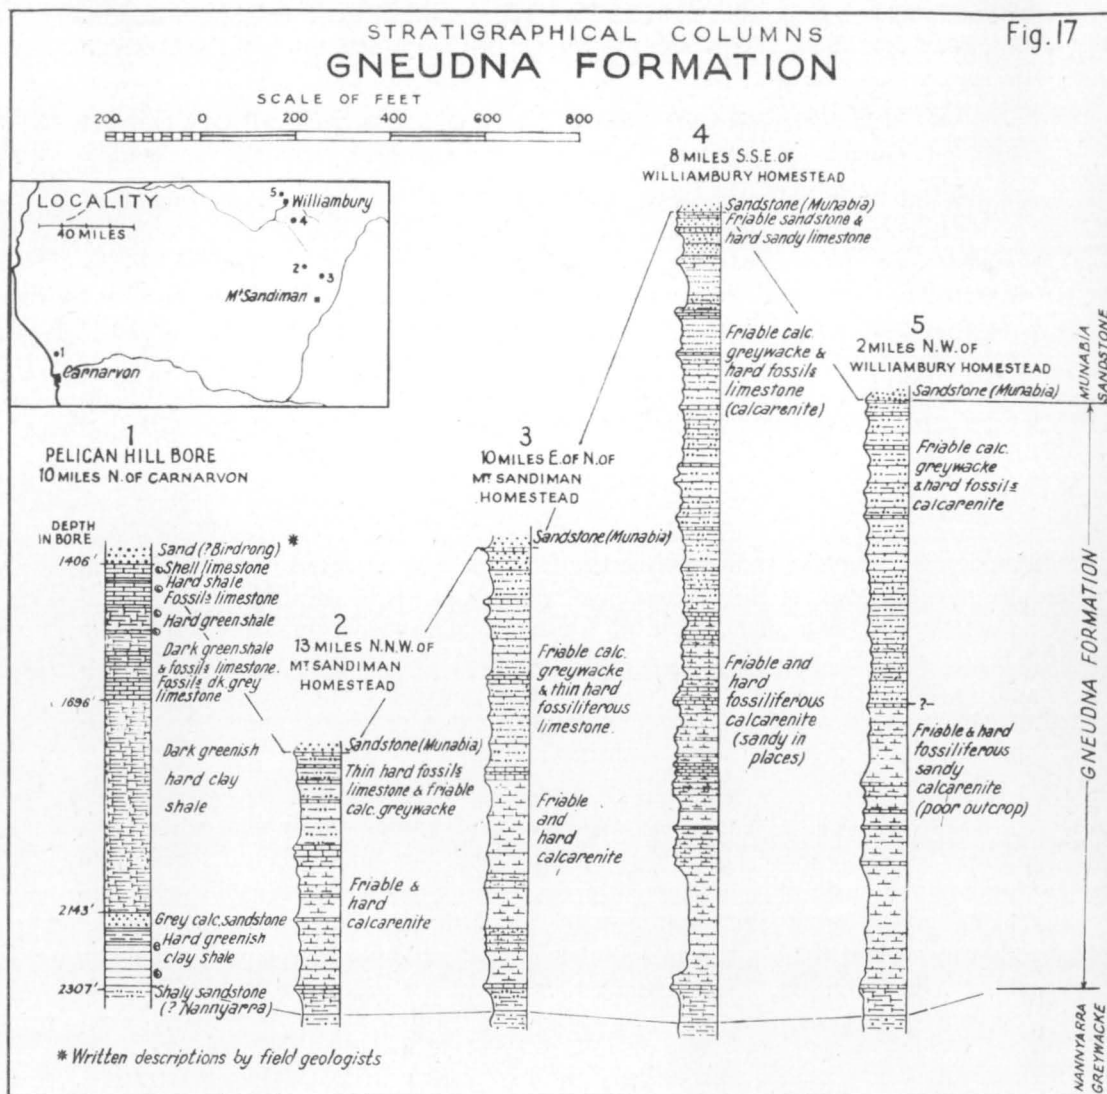 STRATIGRAPHICAL COLUMNS
Fig. 17
GNEUDNA FORMATION
SCALE OF FEET
200 0 200 400 600 800
LOCALITY
40 MILES
5
Williambury
4
2
3
Mt Sandiman
1
Carnarvon
1
PELICAN HILL BORE
10 MILES N. OF CARNARVON
DEPTH
IN BORE
1406'
1696'
2143'
2307'
Sand (? Birdrong) *
Shell limestone
Hard shale
Fossils limestone
Hard green shale
Dark green shale
& fossils limestone.
Fossils dk. grey
limestone
Dark greenish
hard clay
shale
Grey calc. sandstone
Hard greenish
clay shale
Shaly sandstone
(? Nannyarra)
2
13 MILES N.N.W. OF
MT SANDIMAN
HOMESTEAD
Sandstone (Munabia)
Thin hard fossils
limestone & friable
calc. greywacke
Friable &
hard
calcarenite
3
10 MILES E. OF N. OF
MT SANDIMAN
HOMESTEAD
Sandstone (Munabia)
Friable calc.
greywacke
& thin hard
fossiliferous
limestone.
Friable
and
hard
calcarenite
4
8 MILES S.S.E. OF
WILLIAMBURY HOMESTEAD
Sandstone (Munabia)
Friable sandstone &
hard sandy limestone
Friable calc.
greywacke &
hard fossils
limestone
(calcarenite)
Friable and
hard
fossiliferous
calcarenite
(sandy in
places)
5
2 MILES N.W. OF
WILLIAMBURY HOMESTEAD
Sandstone (Munabia)
Friable calc.
greywacke
& hard fossils
calcarenite
?
Friable & hard
fossiliferous
sandy
calcarenite
(poor outcrop)
MUNABIA
SANDSTONE
GNEUDNA FORMATION
NANNYARRA
GREYWACKE
* Written descriptions by field geologists